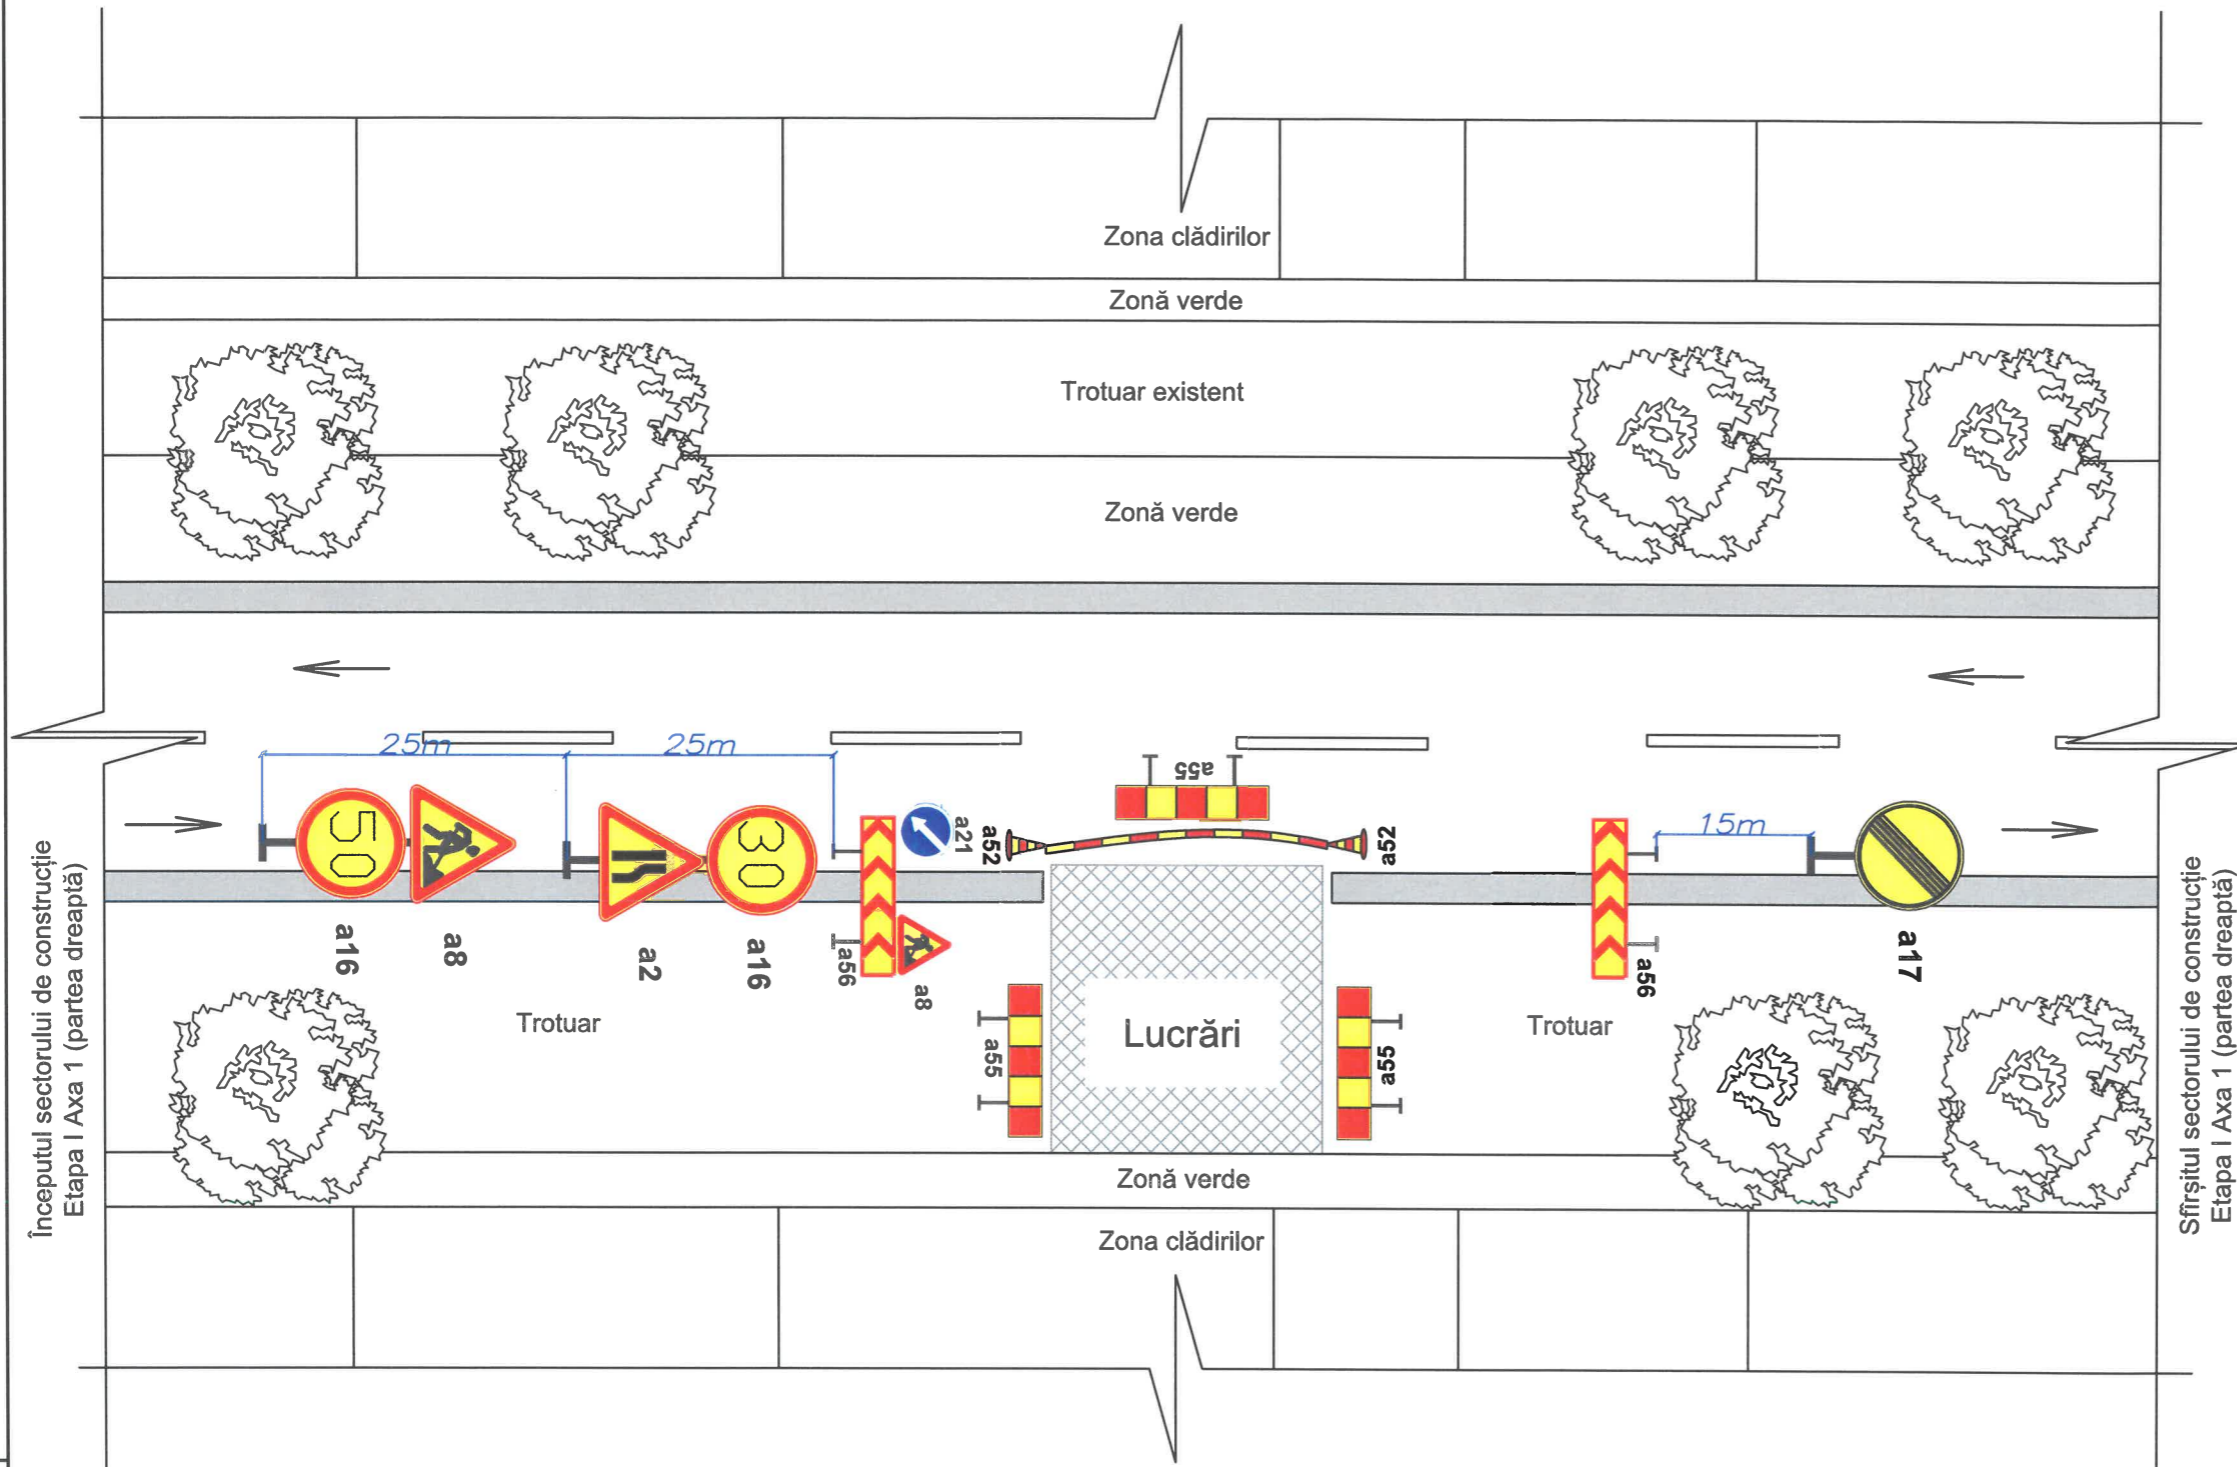 Zona clădirilor
Zonă verde
Trotuar existent
Zonă verde
25m
25m
a55
50
30
a21
a52
a52
15m
a16
a8
a2
a16
a56
a8
a56
a17
Începutul sectorului de construcție
Etapa I Axa 1 (partea dreaptă)
Sfîrșitul sectorului de construcție
Etapa I Axa 1 (partea dreaptă)
Trotuar
a55
Lucrări
a55
Trotuar
Zonă verde
Zona clădirilor